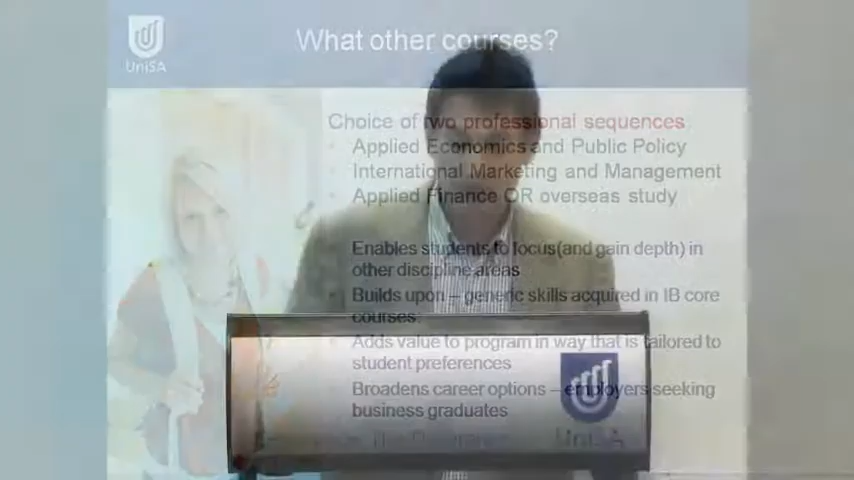 UniSA
What other courses?
Choice of two professional sequences
Applied Economics and Public Policy
International Marketing and Management
Applied Finance OR overseas study
Enables students to focus(and gain depth) in
other discipline areas
Builds upon – generic skills acquired in IB core
courses
Adds value to program in way that is tailored to
student preferences
Broadens career options – employers seeking
business graduates
UniSA